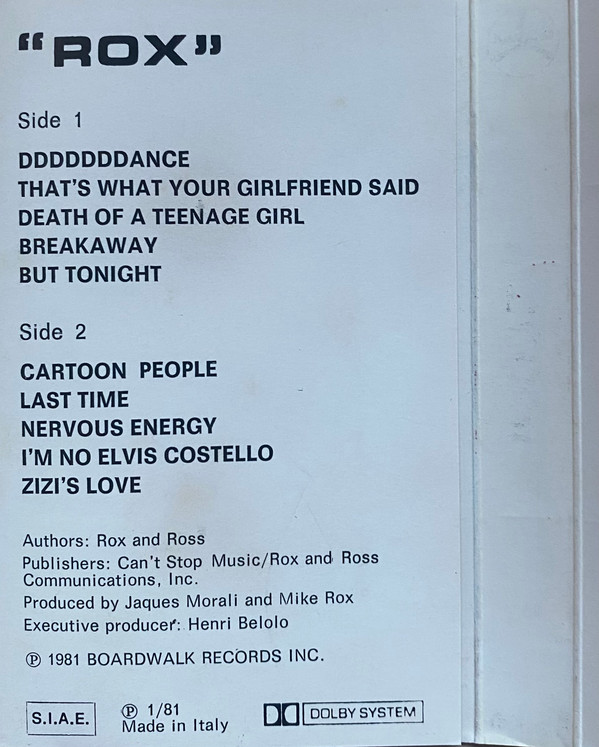 “ROX”
Side 1
DDDDDDDANCE
THAT'S WHAT YOUR GIRLFRIEND SAID
DEATH OF A TEENAGE GIRL
BREAKAWAY
BUT TONIGHT
Side 2
CARTOON PEOPLE
LAST TIME
NERVOUS ENERGY
I'M NO ELVIS COSTELLO
ZIZI'S LOVE
Authors: Rox and Ross
Publishers: Can't Stop Music/Rox and Ross
Communications, Inc.
Produced by Jaques Morali and Mike Rox
Executive producer: Henri Belolo
℗ 1981 BOARDWALK RECORDS INC.
S.I.A.E.
℗ 1/81
Made in Italy
DOLBY SYSTEM